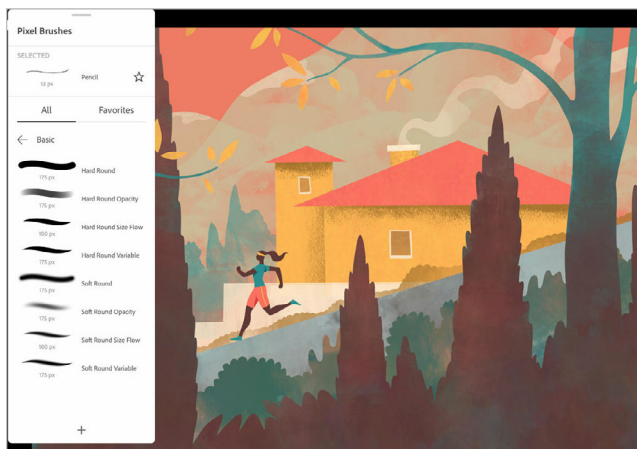 Pixel Brushes
SELECTED
Pencil
12 px
All Favorites
Basic
Hard Round
175 px
Hard Round Opacity
175 px
Hard Round Size Flow
100 px
Hard Round Variable
175 px
Soft Round
175 px
Soft Round Opacity
175 px
Soft Round Size Flow
100 px
Soft Round Variable
175 px